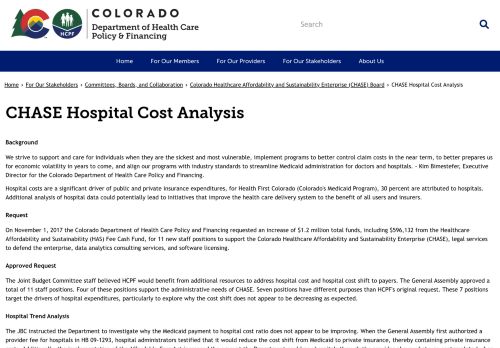 COLORADO
Department of Health Care
Policy & Financing
HCPF
Search
Home
For Our Members
For Our Providers
For Our Stakeholders
About Us
Home › For Our Stakeholders › Committees, Boards, and Collaboration › Colorado Healthcare Affordability and Sustainability Enterprise (CHASE) Board › CHASE Hospital Cost Analysis
CHASE Hospital Cost Analysis
Background
We strive to support and care for individuals when they are the sickest and most vulnerable, implement programs to better control claim costs in the near term, to better prepares us
for economic volatility in years to come, and align our programs with industry standards to streamline Medicaid administration for doctors and hospitals. - Kim Bimestefer, Executive
Director for the Colorado Department of Health Care Policy and Financing.
Hospital costs are a significant driver of public and private insurance expenditures, for Health First Colorado (Colorado's Medicaid Program), 30 percent are attributed to hospitals.
Additional analysis of hospital data could potentially lead to initiatives that improve the health care delivery system to the benefit of all users and insurers.
Request
On November 1, 2017 the Colorado Department of Health Care Policy and Financing requested an increase of $1.2 million total funds, including $596,132 from the Healthcare
Affordability and Sustainability (HAS) Fee Cash Fund, for 11 new staff positions to support the Colorado Healthcare Affordability and Sustainability Enterprise (CHASE), legal services
to defend the enterprise, data analytics consulting services, and software licensing.
Approved Request
The Joint Budget Committee staff believed HCPF would benefit from additional resources to address hospital cost and hospital cost shift to payers. The General Assembly approved a
total of 11 staff positions. Four of these positions support the administrative needs of CHASE. Seven positions have different purposes than HCPF's original request. These 7 positions
target the drivers of hospital expenditures, particularly to explore why the cost shift does not appear to be decreasing as expected.
Hospital Trend Analysis
The JBC instructed the Department to investigate why the Medicaid payment to hospital cost ratio does not appear to be improving. When the General Assembly first authorized a
provider fee for hospitals in HB 09-1293, hospital administrators testified that it would reduce the cost shift from Medicaid to private insurance, thereby containing private insurance